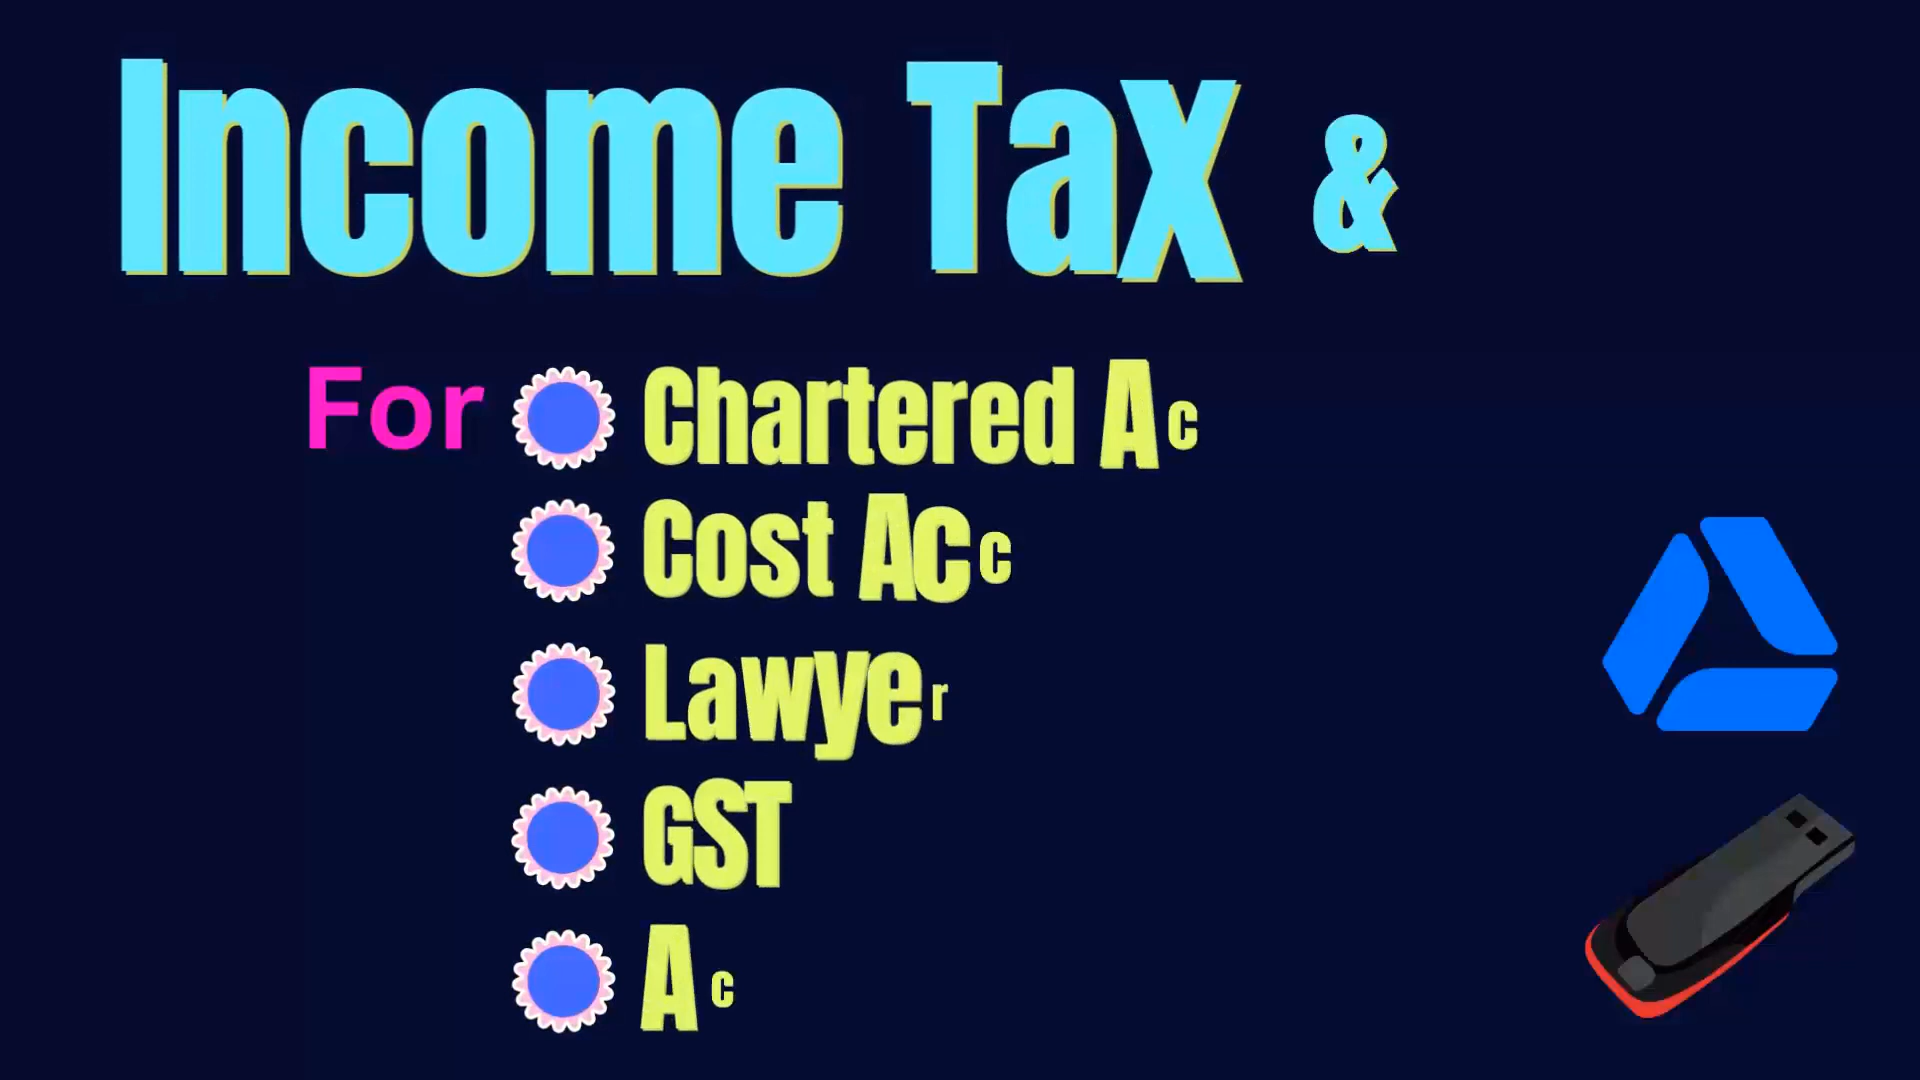 Income Tax &
For Chartered Ac
Cost Acc
Lawyer
GST
Ac